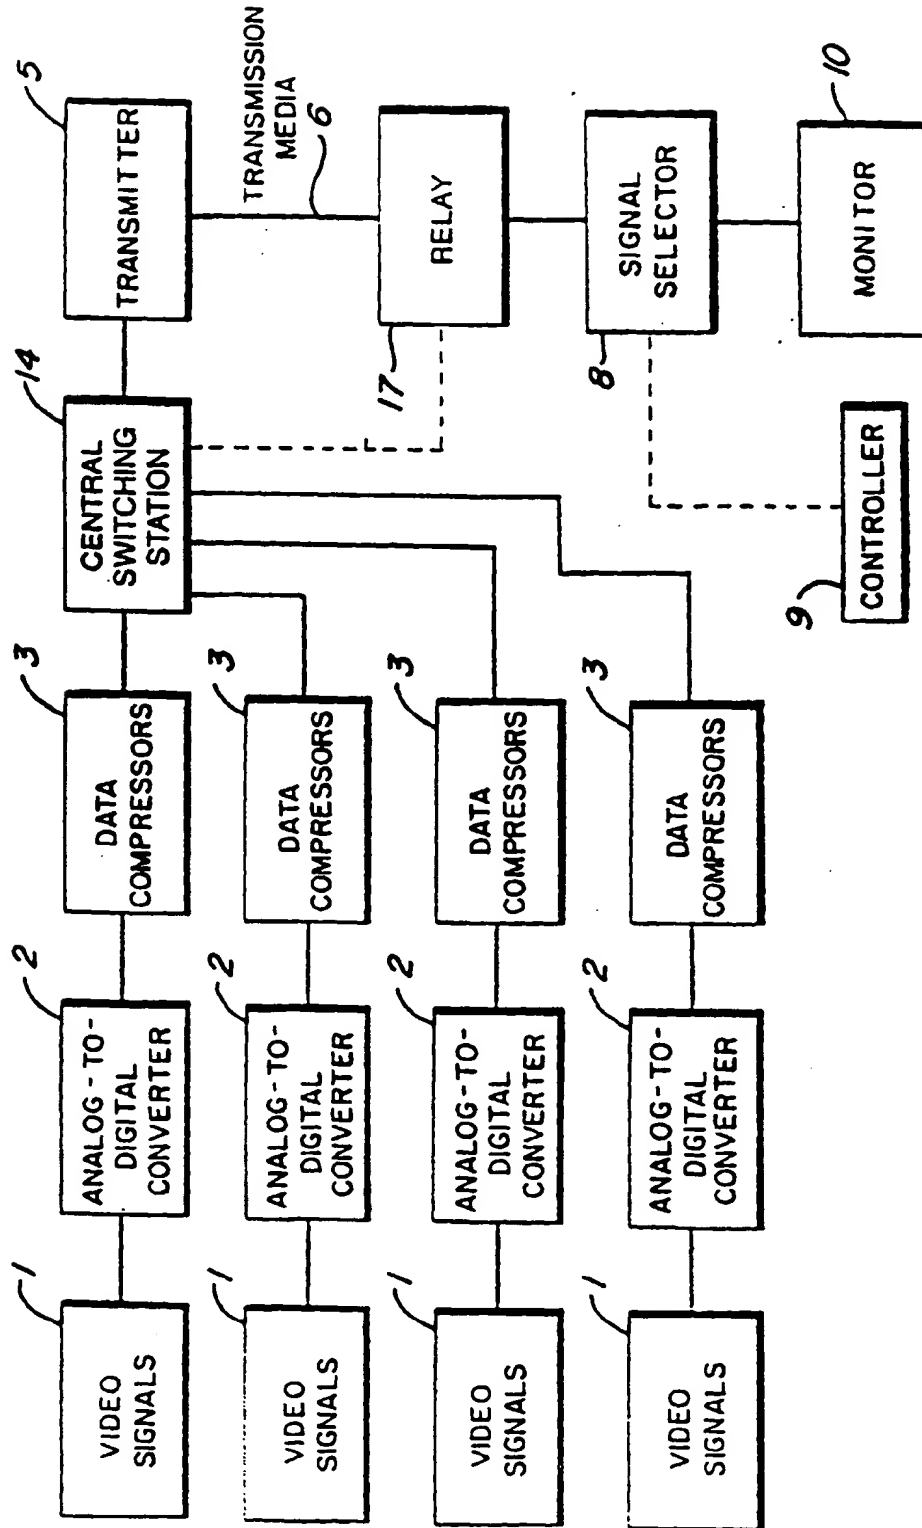 1
VIDEO
SIGNALS
2
ANALOG-TO-
DIGITAL
CONVERTER
3
DATA
COMPRESSORS
14
CENTRAL
SWITCHING
STATION
5
TRANSMITTER
1
VIDEO
SIGNALS
2
ANALOG-TO-
DIGITAL
CONVERTER
3
DATA
COMPRESSORS
TRANSMISSION
MEDIA
6
1
VIDEO
SIGNALS
2
ANALOG-TO-
DIGITAL
CONVERTER
3
DATA
COMPRESSORS
17
RELAY
1
VIDEO
SIGNALS
2
ANALOG-TO-
DIGITAL
CONVERTER
3
DATA
COMPRESSORS
8
SIGNAL
SELECTOR
9
CONTROLLER
10
MONITOR